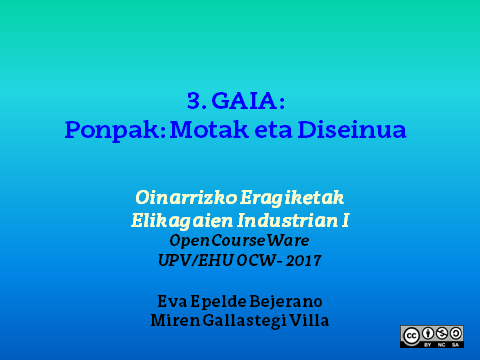 3. GAIA:
Ponpak: Motak eta Diseinua
Oinarrizko Eragiketak
Elikagaien Industrian I
OpenCourseWare
UPV/EHU OCW- 2017
Eva Epelde Bejerano
Miren Gallastegi Villa
cc
BY NC SA